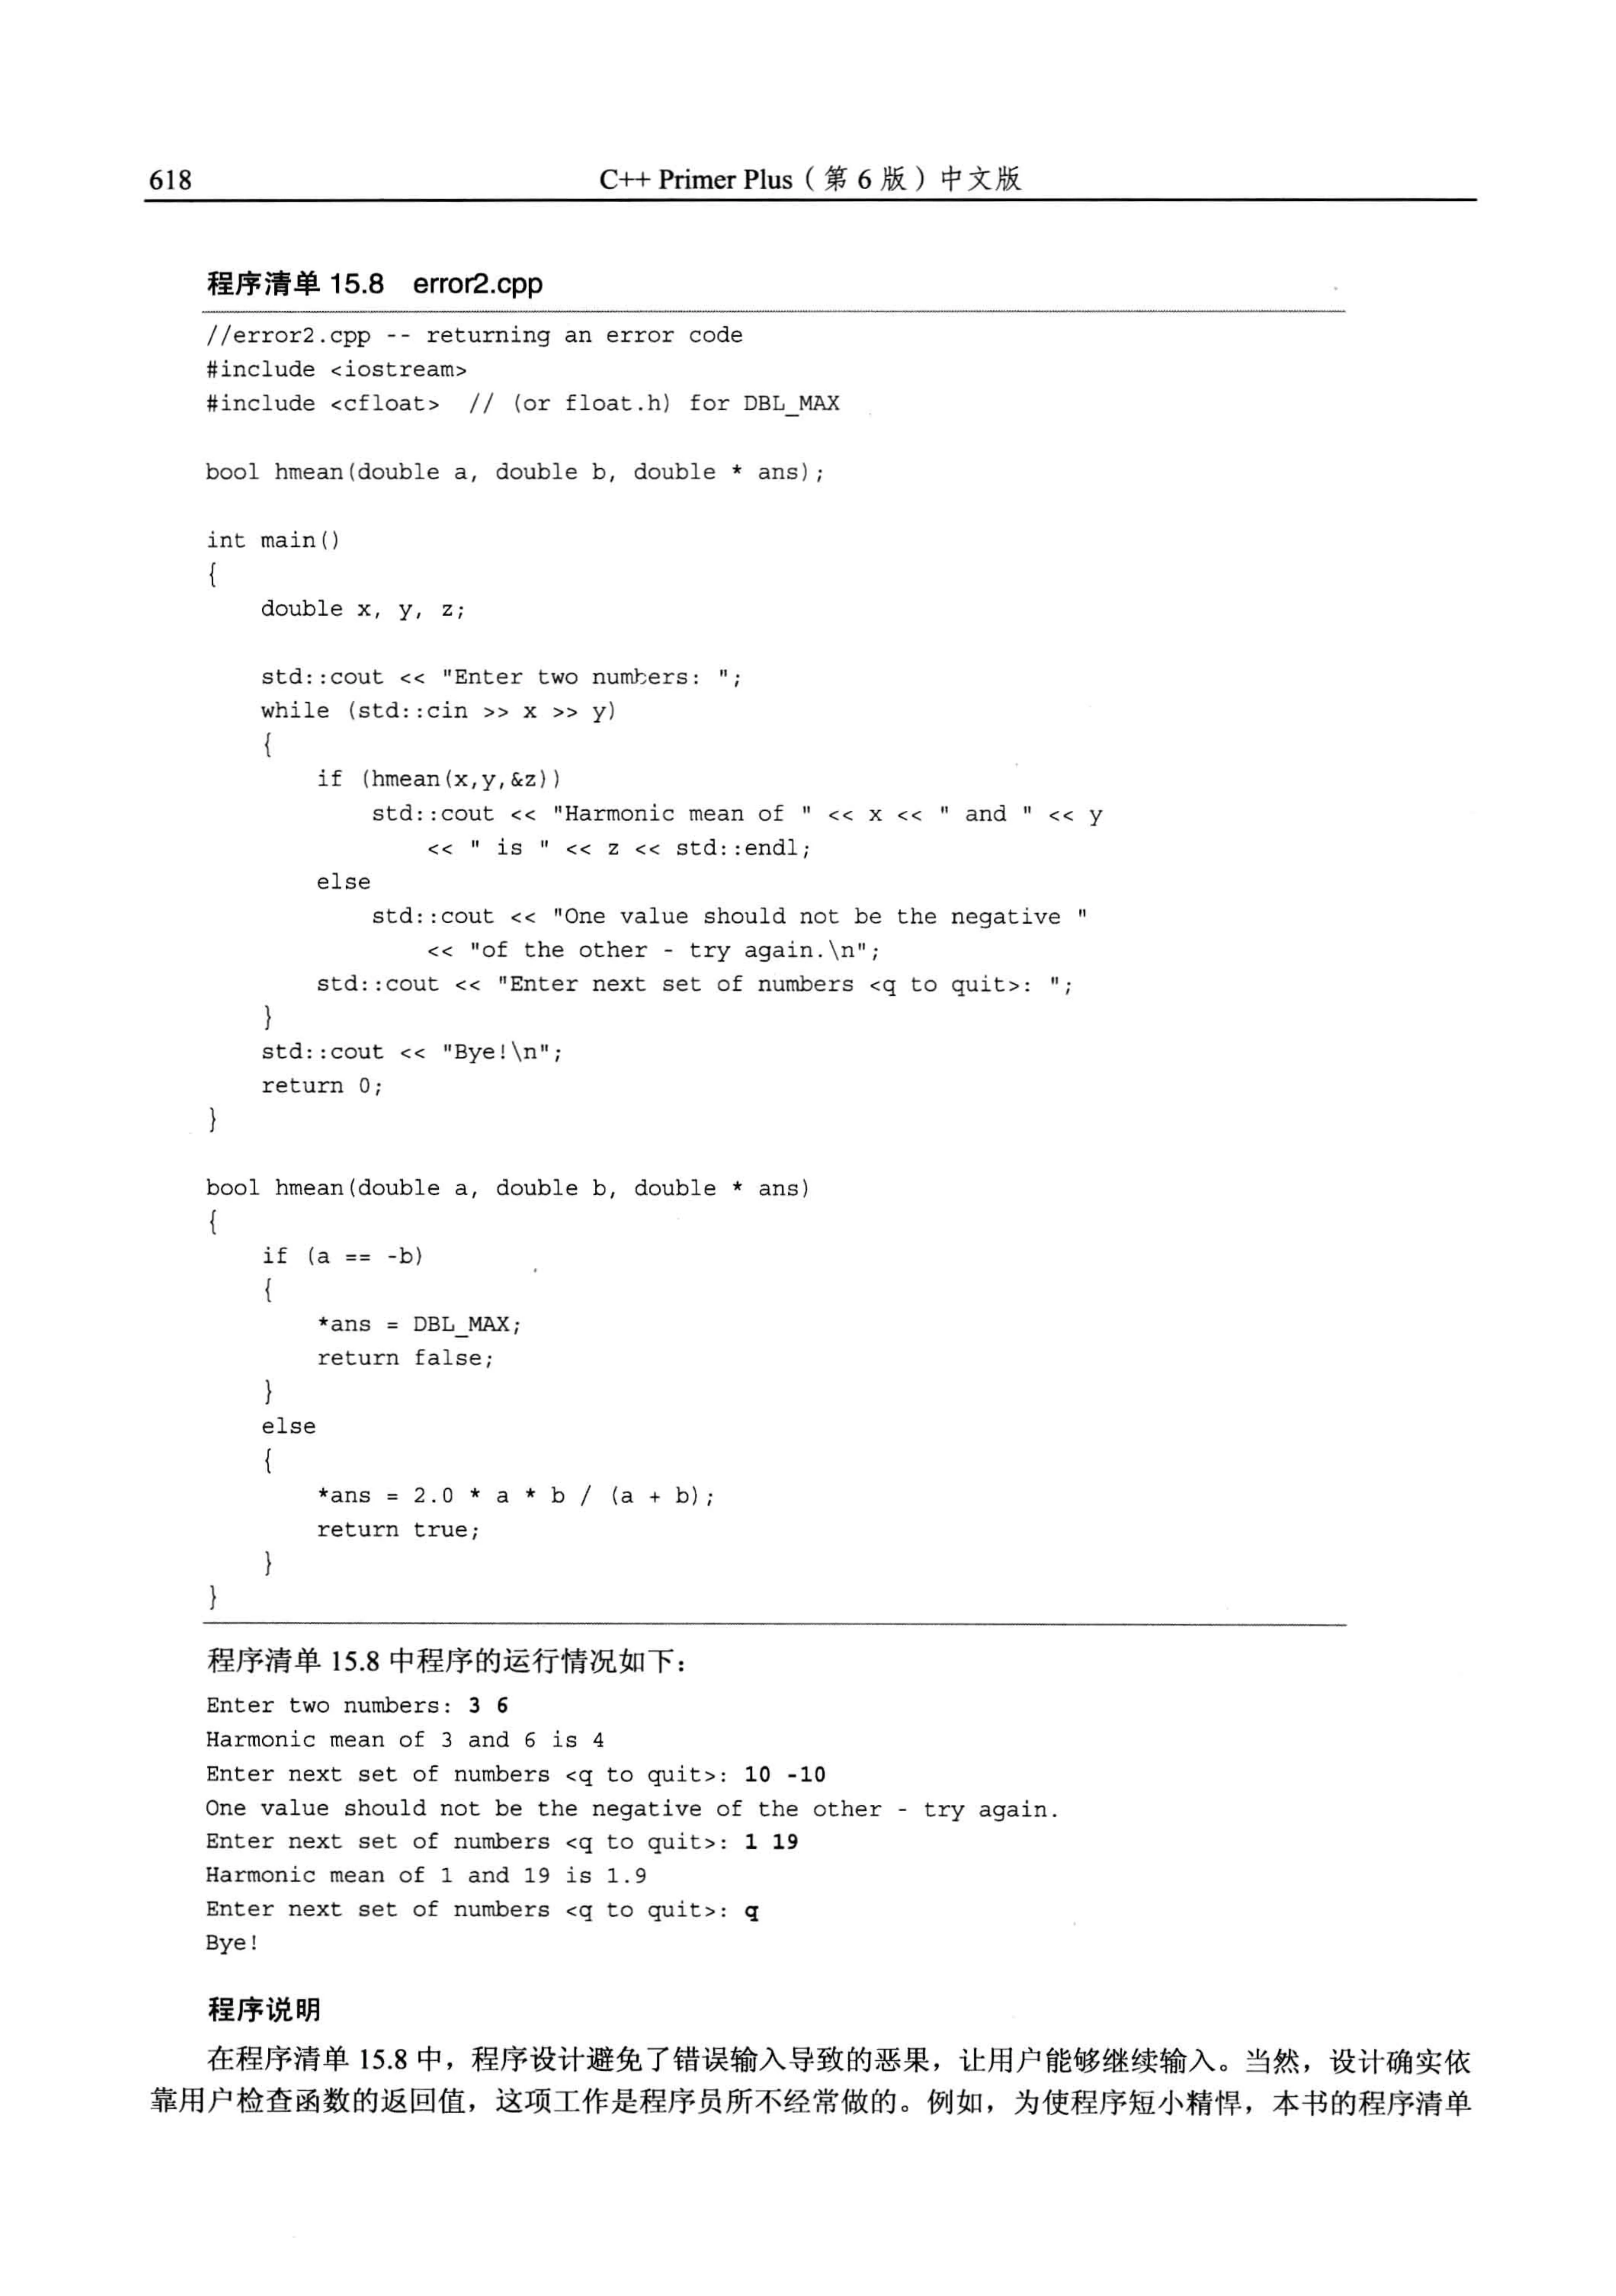 618
C++ Primer Plus（第 6 版）中文版
程序清单 15.8 error2.cpp
//error2.cpp -- returning an error code
#include <iostream>
#include <cfloat>  // (or float.h) for DBL_MAX
bool hmean(double a, double b, double * ans);
int main()
{
    double x, y, z;
    std::cout << "Enter two numbers: ";
    while (std::cin >> x >> y)
    {
        if (hmean(x,y,&z))
            std::cout << "Harmonic mean of " << x << " and " << y
                << " is " << z << std::endl;
        else
            std::cout << "One value should not be the negative "
                << "of the other - try again.\n";
        std::cout << "Enter next set of numbers <q to quit>: ";
    }
    std::cout << "Bye!\n";
    return 0;
}
bool hmean(double a, double b, double * ans)
{
    if (a == -b)
    {
        *ans = DBL_MAX;
        return false;
    }
    else
    {
        *ans = 2.0 * a * b / (a + b);
        return true;
    }
}
程序清单 15.8 中程序的运行情况如下：
Enter two numbers: 3 6
Harmonic mean of 3 and 6 is 4
Enter next set of numbers <q to quit>: 10 -10
One value should not be the negative of the other - try again.
Enter next set of numbers <q to quit>: 1 19
Harmonic mean of 1 and 19 is 1.9
Enter next set of numbers <q to quit>: q
Bye!
程序说明
在程序清单 15.8 中，程序设计避免了错误输入导致的恶果，让用户能够继续输入。当然，设计确实依
靠用户检查函数的返回值，这项工作是程序员所不经常做的。例如，为使程序短小精悍，本书的程序清单